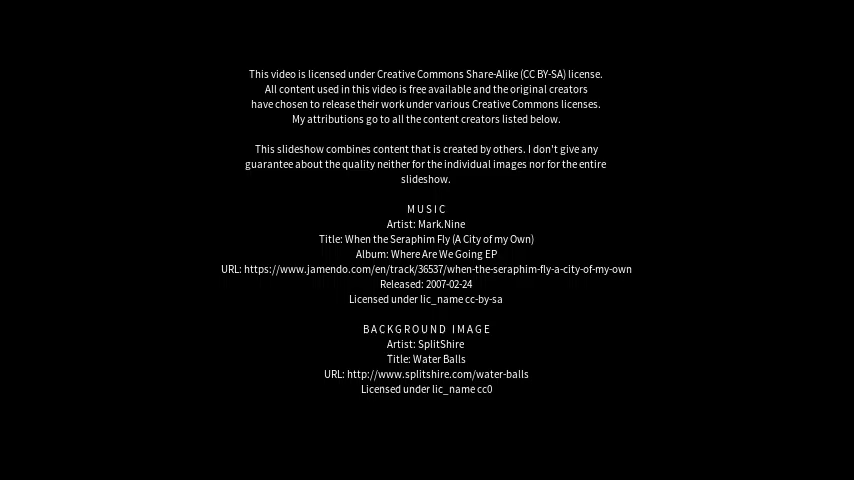 This video is licensed under Creative Commons Share-Alike (CC BY-SA) license.
All content used in this video is free available and the original creators
have chosen to release their work under various Creative Commons licenses.
My attributions go to all the content creators listed below.
This slideshow combines content that is created by others. I don't give any
guarantee about the quality neither for the individual images nor for the entire
slideshow.
MUSIC
Artist: Mark.Nine
Title: When the Seraphim Fly (A City of my Own)
Album: Where Are We Going EP
URL: https://www.jamendo.com/en/track/36537/when-the-seraphim-fly-a-city-of-my-own
Released: 2007-02-24
Licensed under lic_name cc-by-sa
BACKGROUND IMAGE
Artist: SplitShire
Title: Water Balls
URL: http://www.splitshire.com/water-balls
Licensed under lic_name cc0